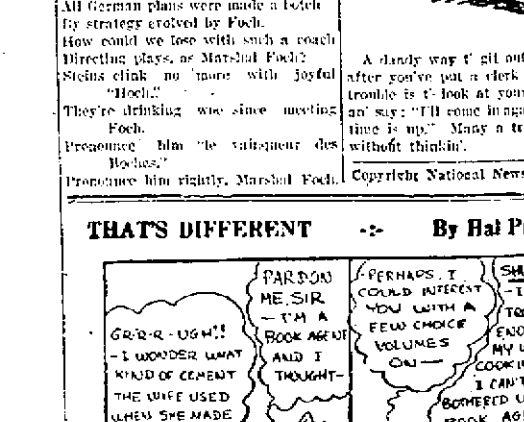 All German plans were made a botch
By strategy evolved by Foch.
How could we lose with such a coach
Directing plays, as Marshal Foch?
Steins clink no more with joyful
"Hoch."
They're drinking woe since meeting
Foch.
Pronounce him "le vainqueur des
Boches."
Pronounce him rightly, Marshal Foch.
A dandy way t' git out
after you've put a clerk
trouble is t' look at your
an' say: "I'll come in aga
time is up." Many a tr
without thinkin'.
Copyright National News
THAT'S DIFFERENT -:- By Hal P
GR-R-R-UGH!!
- I WONDER WHAT
KIND OF CEMENT
THE WIFE USED
WHEN SHE MADE
PARDON
ME, SIR
- I'M A
BOOK AGENT
AND I
THOUGHT-
PERHAPS I
COULD INTEREST
YOU WITH A
FEW CHOICE
VOLUMES
ON-
- I
TRO
ENO
MY W
COOKIN
I CAN'T
BOTHERED
BOOK AG